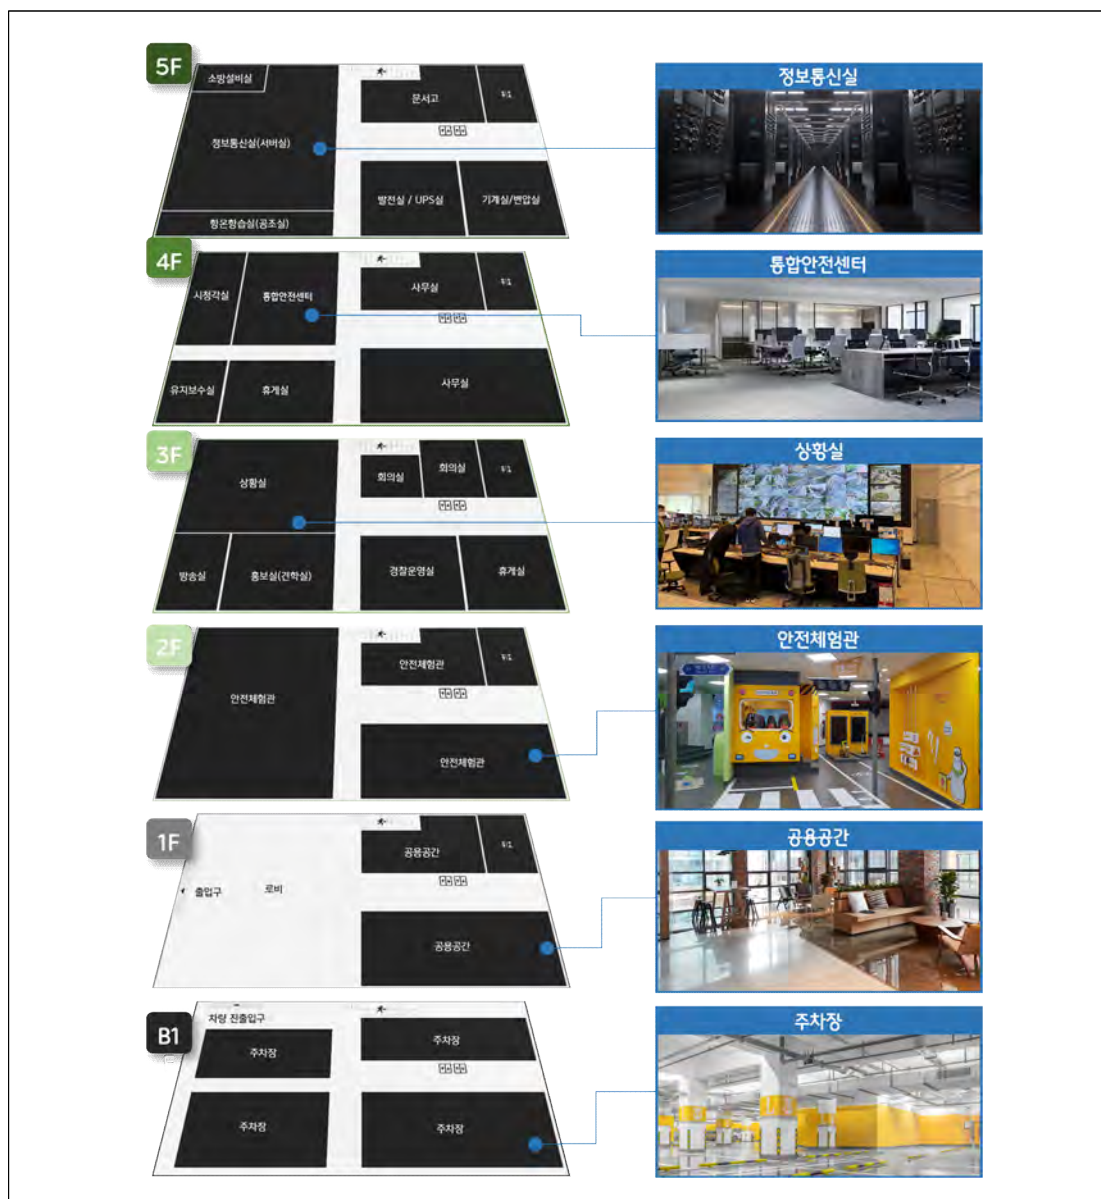 5F
소방설비실
정보통신실(서버실)
항온항습실(공조실)
문서고
발전실 / UPS실
기계실/변압실
정보통신실
4F
시청각실
통합안전센터
사무실
유지보수실
휴게실
사무실
통합안전센터
3F
상황실
회의실
회의실
방송실
홍보실(견학실)
경찰운영실
휴게실
상황실
2F
안전체험관
안전체험관
안전체험관
안전체험관
1F
출입구
로비
공용공간
공용공간
공용공간
B1
차량 진출입구
주차장
주차장
주차장
주차장
주차장